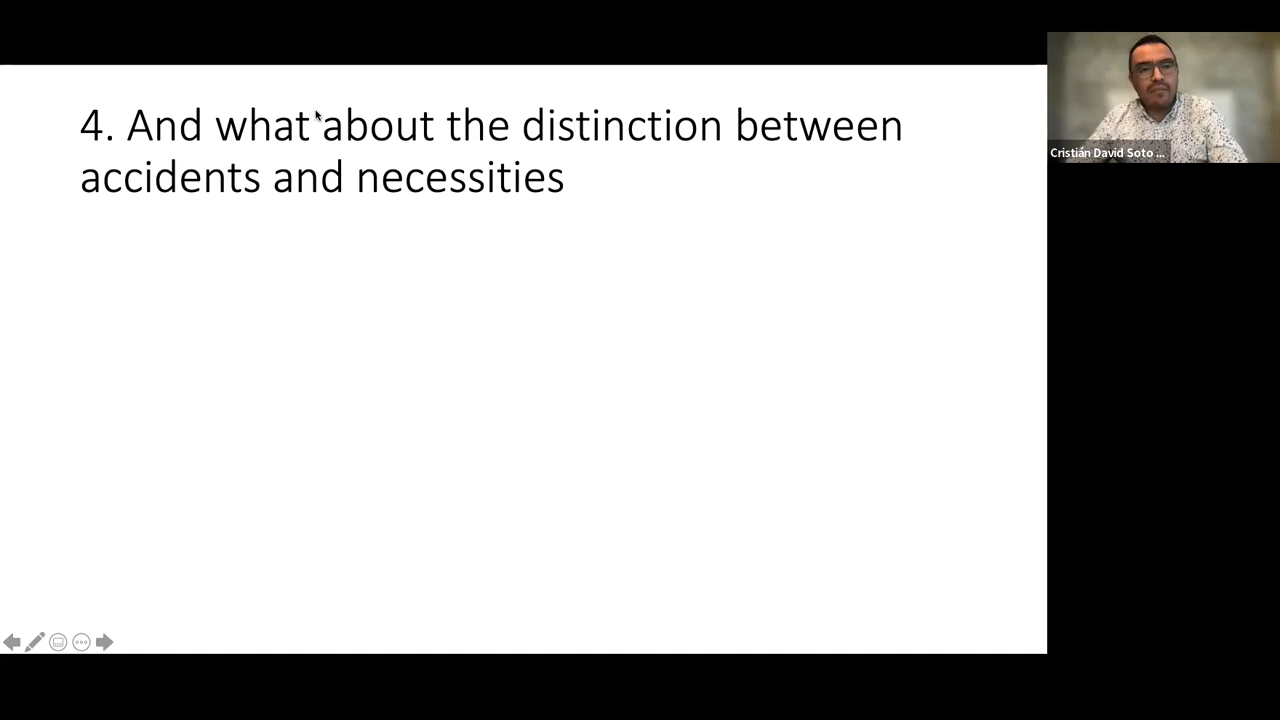 4. And what about the distinction between
accidents and necessities
Cristián David Soto ...